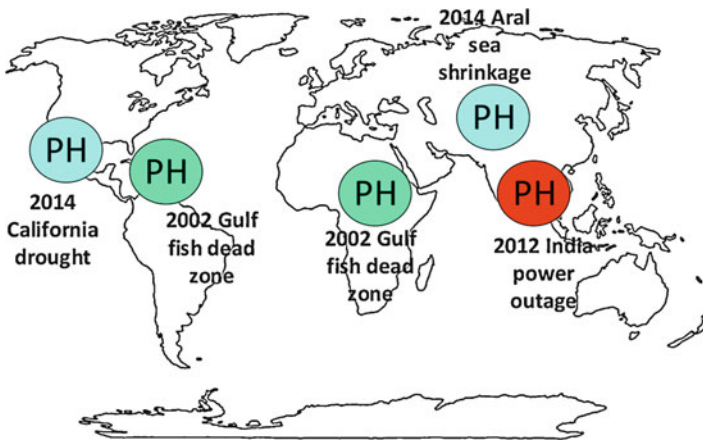 2014 Aral
sea
shrinkage
PH
PH
2014
California
drought
PH
2002 Gulf
fish dead
zone
PH
2002 Gulf
fish dead
zone
PH
2012 India
power
outage